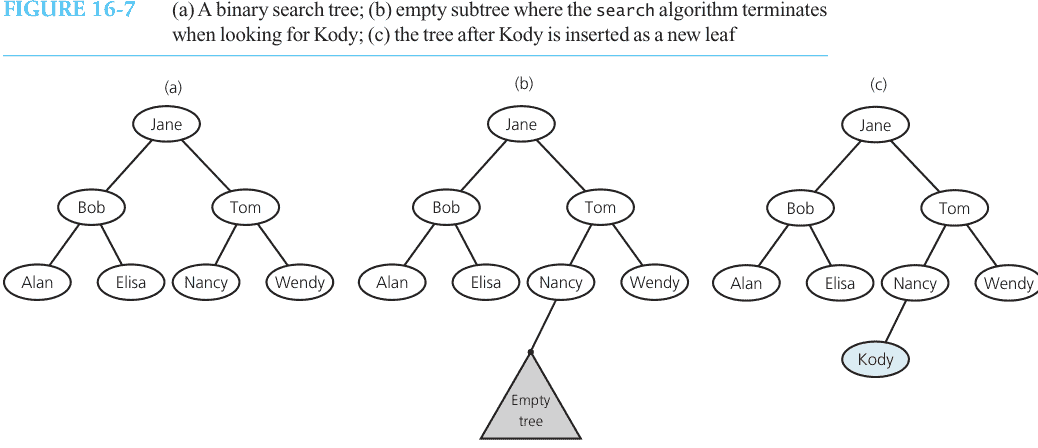 FIGURE 16-7 (a) A binary search tree; (b) empty subtree where the search algorithm terminates
when looking for Kody; (c) the tree after Kody is inserted as a new leaf
(a)
Jane
Bob
Tom
Alan
Elisa
Nancy
Wendy
(b)
Jane
Bob
Tom
Alan
Elisa
Nancy
Wendy
Empty
tree
(c)
Jane
Bob
Tom
Alan
Elisa
Nancy
Wendy
Kody